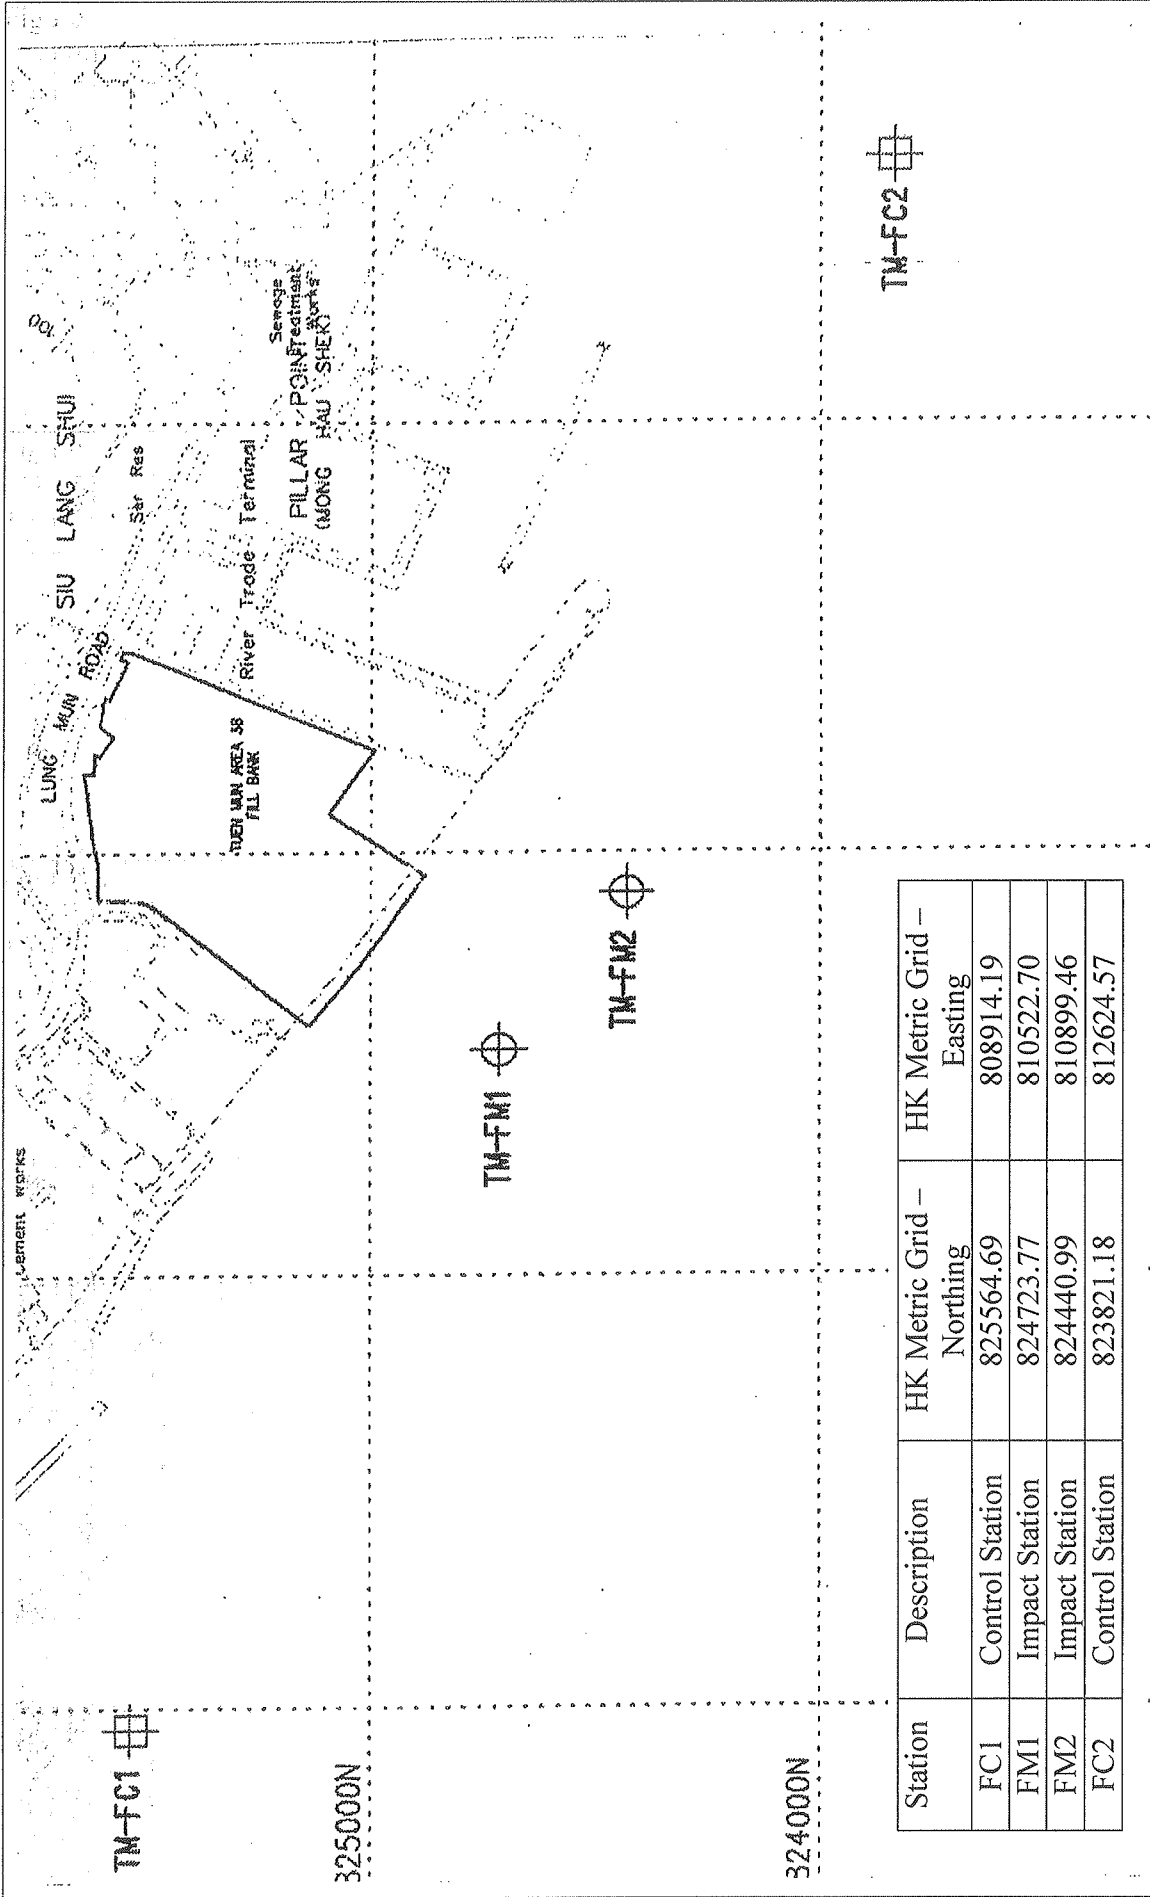 Cement works
LUNG MUN ROAD
SIU LANG SHUI
Ser Res
TUEN MUN AREA 38
FILL BANK
River Trade Terminal
PILLAR POINT
(MONG HAU SHEK)
Sewage
Treatment
Works
TM-FC1
TM-FM1
TM-FM2
TM-FC2
325000N
324000N
Station Description HK Metric Grid – Northing HK Metric Grid – Easting
FC1 Control Station 825564.69 808914.19
FM1 Impact Station 824723.77 810522.70
FM2 Impact Station 824440.99 810899.46
FC2 Control Station 823821.18 812624.57